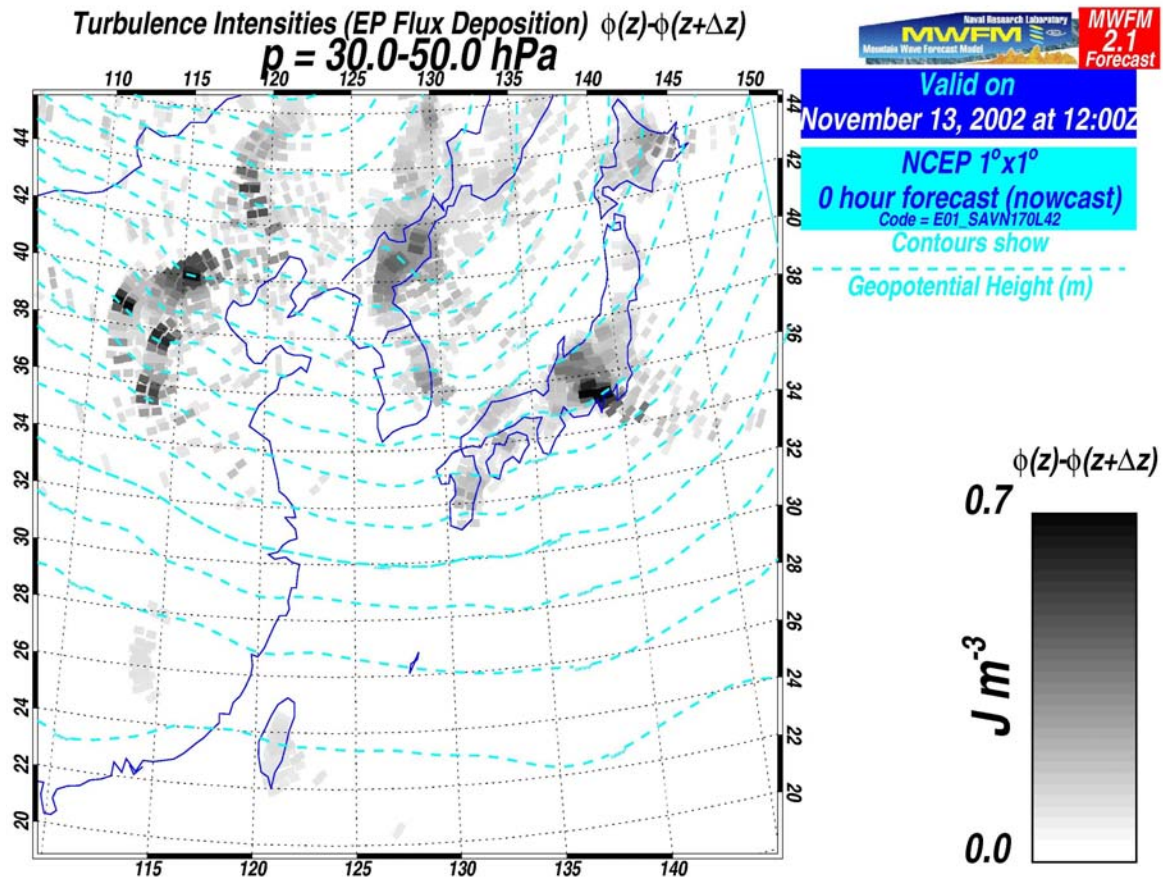 Turbulence Intensities (EP Flux Deposition) ϕ(z)-ϕ(z+Δz)
p = 30.0-50.0 hPa
110 115 120 125 130 135 140 145 150
44 42 40 38 36 34 32 30 28 26 24 22 20
44 42 40 38 36 34 32 30 28 26 24 22 20
115 120 125 130 135 140
Naval Research Laboratory
MWFM
Mountain Wave Forecast Model
MWFM
2.1
Forecast
Valid on
November 13, 2002 at 12:00Z
NCEP 1°x1°
0 hour forecast (nowcast)
Code = E01_SAVN170L42
Contours show
Geopotential Height (m)
ϕ(z)-ϕ(z+Δz)
0.7
J m⁻³
0.0